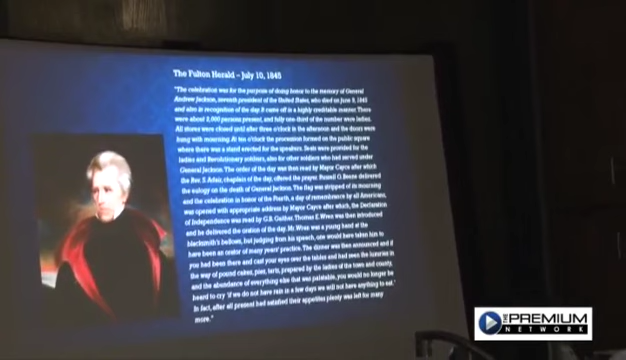 The Fulton Herald – July 10, 1845
"The celebration was for the purpose of doing honor to the memory of General
Andrew Jackson, seventh president of the United States, who died on June 8, 1845
and also in recognition of the day. It came off in a highly creditable manner. There
were about 2,000 persons present, and fully one-third of the number were ladies.
All stores were closed until after three o'clock in the afternoon and the doors were
hung with mourning. At ten o'clock the procession formed on the public square
where there was a stand erected for the speakers. Seats were provided for the
ladies and Revolutionary soldiers, also for other soldiers who had served under
General Jackson. The order of the day was then read by Mayor Cayce after which
the Rev. S. Adair, chaplain of the day, offered the prayer. Russell O. Beene delivered
the eulogy on the death of General Jackson. The flag was stripped of its mourning
and the celebration in honor of the Fourth, a day of remembrance by all Americans,
was opened with appropriate address by Mayor Cayce after which, the Declaration
of Independence was read by G.B. Gaither. Thomas E. Wren was then introduced
and he delivered the oration of the day. Mr. Wren was a young hand at the
blacksmith's bellows, but judging from his speech, one would have taken him to
have been an orator of many years' practice. The dinner was then announced and if
you had been there and cast your eyes over the tables and had seen the luxuries in
the way of pound cakes, pies, tarts, prepared by the ladies of the town and county,
and the abundance of everything else that was palatable, you would no longer be
heard to cry 'if we do not have rain in a few days we will not have anything to eat.'
In fact, after all present had satisfied their appetites plenty was left for many
more."
THE PREMIUM
NETWORK